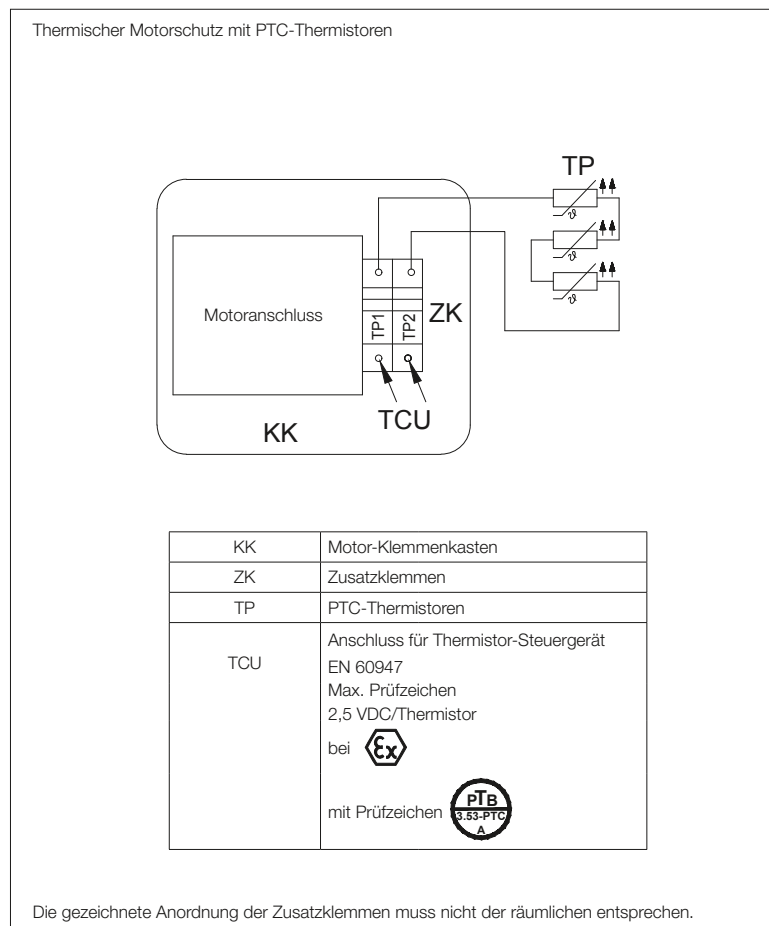 Thermischer Motorschutz mit PTC-Thermistoren
TP
ϑ
ϑ
ϑ
Motoranschluss
TP1
TP2
ZK
TCU
KK
KK Motor-Klemmenkasten
ZK Zusatzklemmen
TP PTC-Thermistoren
TCU Anschluss für Thermistor-Steuergerät
EN 60947
Max. Prüfzeichen
2,5 VDC/Thermistor
bei Ex
mit Prüfzeichen
PTB
3.53-PTC
A
Die gezeichnete Anordnung der Zusatzklemmen muss nicht der räumlichen entsprechen.